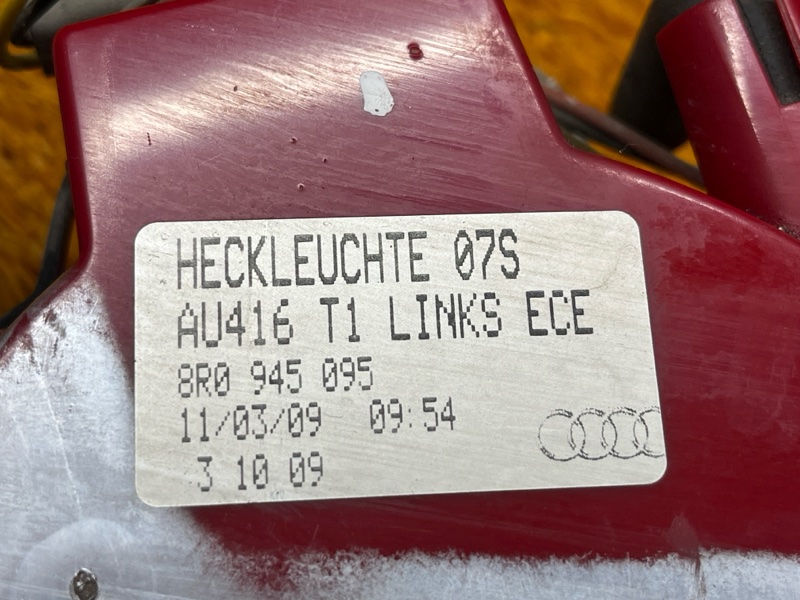 HECKLEUCHTE 07S
AU416 T1 LINKS ECE
8R0 945 095
11/03/09 09:54
3 10 09